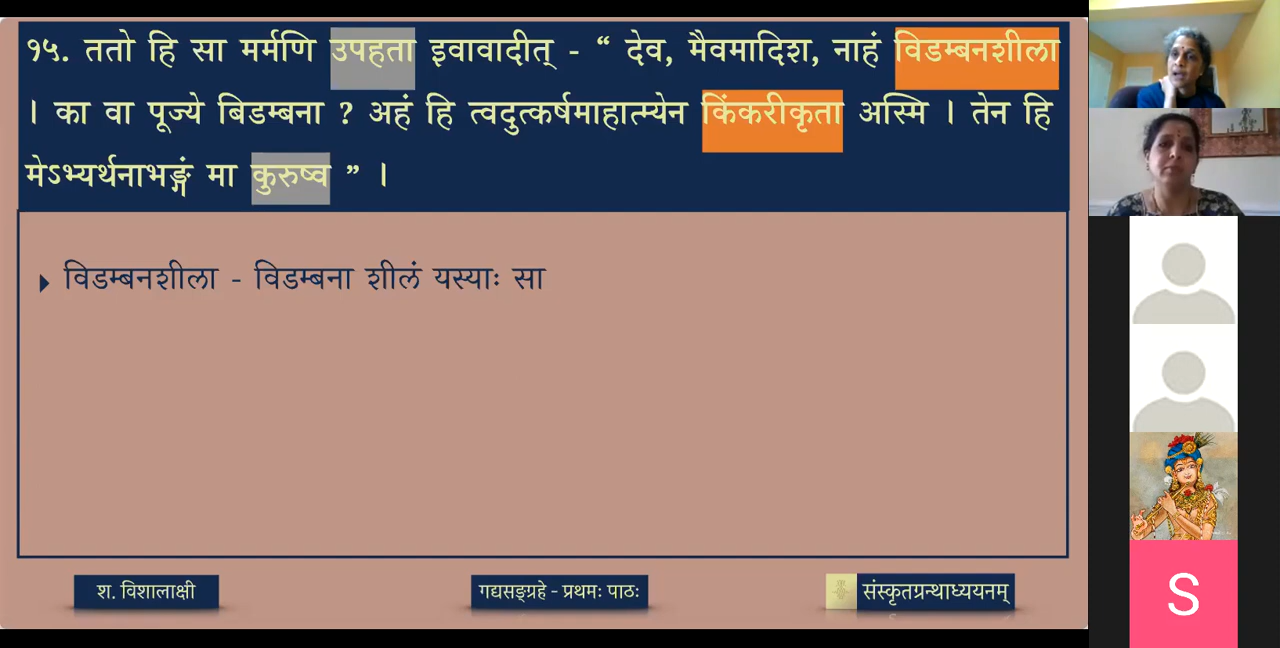 १५. ततो हि सा मर्मणि उपहता इवावादीत् - “ देव, मैवमादिश, नाहं विडम्बनशीला
। का वा पूज्ये बिडम्बना ? अहं हि त्वदुत्कर्षमाहात्म्येन किंकरीकृता अस्मि । तेन हि
मेऽभ्यर्थनाभङ्गं मा कुरुष्व ” ।
विडम्बनशीला - विडम्बना शीलं यस्याः सा
श. विशालाक्षी
गद्यसङ्ग्रहे - प्रथमः पाठः
संस्कृतग्रन्थाध्ययनम्
S